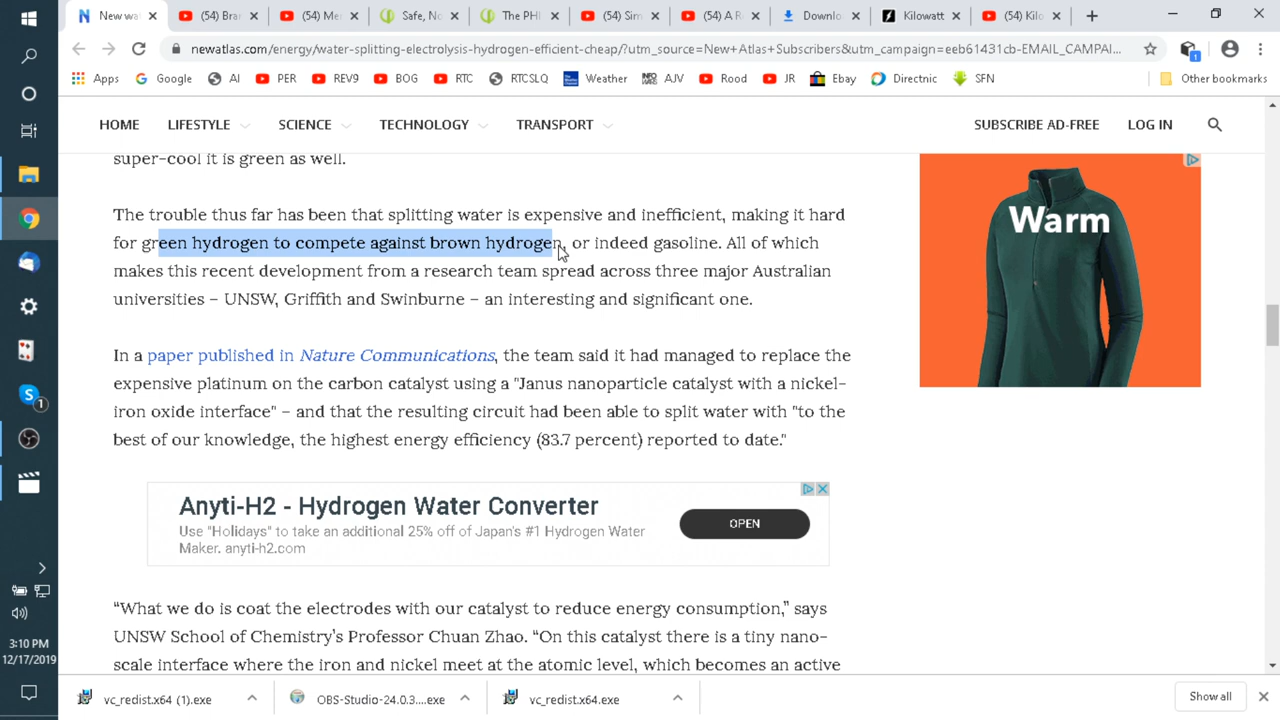 New wa
(54) Bra
(54) Me
Safe, No
The PHI
(54) Sim
(54) A R
Downlo
Kilowatt
(54) Kilo
newatlas.com/energy/water-splitting-electrolysis-hydrogen-efficient-cheap/?utm_source=New+Atlas+Subscribers&utm_campaign=eeb61431cb-EMAIL_CAMPAI...
1
Apps Google AI PER REV9 BOG RTC RTCSLQ Weather AJV Rood JR Ebay Directnic SFN Other bookmarks
HOME LIFESTYLE SCIENCE TECHNOLOGY TRANSPORT SUBSCRIBE AD-FREE LOG IN
super-cool it is green as well.
The trouble thus far has been that splitting water is expensive and inefficient, making it hard
for green hydrogen to compete against brown hydrogen, or indeed gasoline. All of which
makes this recent development from a research team spread across three major Australian
universities – UNSW, Griffith and Swinburne – an interesting and significant one.
In a paper published in Nature Communications, the team said it had managed to replace the
expensive platinum on the carbon catalyst using a "Janus nanoparticle catalyst with a nickel-
iron oxide interface" – and that the resulting circuit had been able to split water with "to the
best of our knowledge, the highest energy efficiency (83.7 percent) reported to date."
Warm
Anyti-H2 - Hydrogen Water Converter
Use "Holidays" to take an additional 25% off of Japan's #1 Hydrogen Water
Maker. anyti-h2.com
OPEN
“What we do is coat the electrodes with our catalyst to reduce energy consumption,” says
UNSW School of Chemistry’s Professor Chuan Zhao. “On this catalyst there is a tiny nano-
scale interface where the iron and nickel meet at the atomic level, which becomes an active
1
3:10 PM
12/17/2019
vc_redist.x64 (1).exe
OBS-Studio-24.0.3....exe
vc_redist.x64.exe
Show all